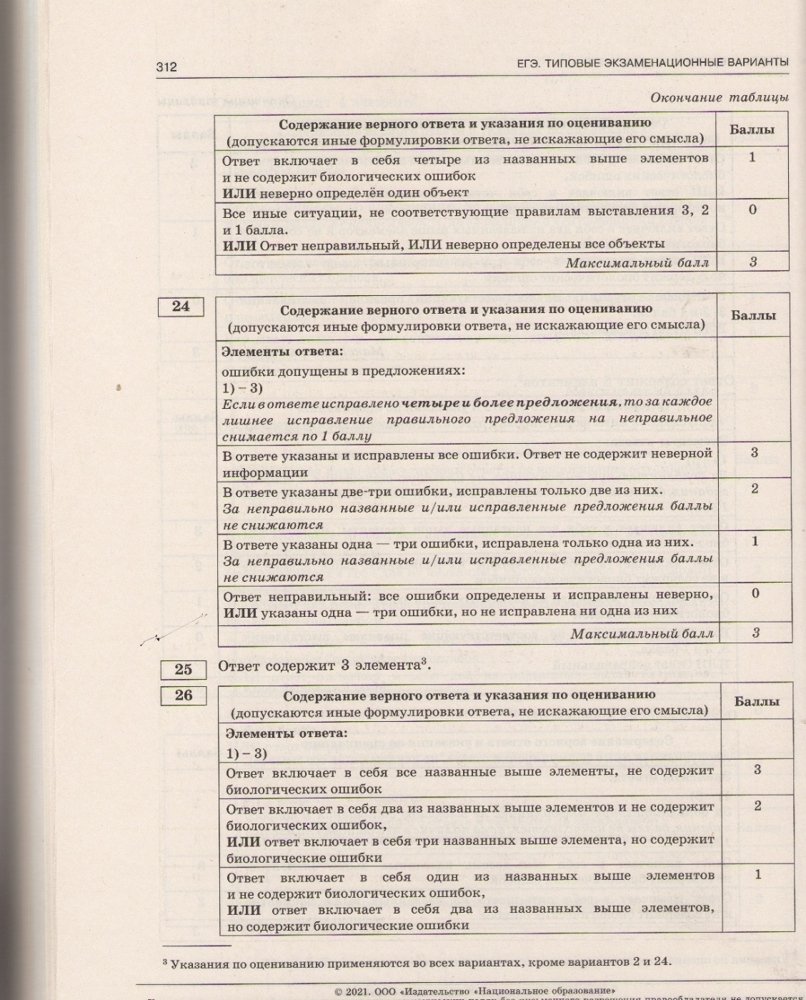 312
ЕГЭ. ТИПОВЫЕ ЭКЗАМЕНАЦИОННЫЕ ВАРИАНТЫ
Окончание таблицы
Содержание верного ответа и указания по оцениванию
(допускаются иные формулировки ответа, не искажающие его смысла)
Баллы
Ответ включает в себя четыре из названных выше элементов
и не содержит биологических ошибок
ИЛИ неверно определён один объект
1
Все иные ситуации, не соответствующие правилам выставления 3, 2
и 1 балла.
ИЛИ Ответ неправильный, ИЛИ неверно определены все объекты
0
Максимальный балл
3
24
Содержание верного ответа и указания по оцениванию
(допускаются иные формулировки ответа, не искажающие его смысла)
Баллы
Элементы ответа:
ошибки допущены в предложениях:
1) – 3)
Если в ответе исправлено четыре и более предложения, то за каждое
лишнее исправление правильного предложения на неправильное
снимается по 1 баллу
В ответе указаны и исправлены все ошибки. Ответ не содержит неверной
информации
3
В ответе указаны две-три ошибки, исправлены только две из них.
За неправильно названные и/или исправленные предложения баллы
не снижаются
2
В ответе указаны одна — три ошибки, исправлена только одна из них.
За неправильно названные и/или исправленные предложения баллы
не снижаются
1
Ответ неправильный: все ошибки определены и исправлены неверно,
ИЛИ указаны одна — три ошибки, но не исправлена ни одна из них
0
Максимальный балл
3
25
Ответ содержит 3 элемента³.
26
Содержание верного ответа и указания по оцениванию
(допускаются иные формулировки ответа, не искажающие его смысла)
Баллы
Элементы ответа:
1) – 3)
Ответ включает в себя все названные выше элементы, не содержит
биологических ошибок
3
Ответ включает в себя два из названных выше элементов и не содержит
биологических ошибок,
ИЛИ ответ включает в себя три названных выше элемента, но содержит
биологические ошибки
2
Ответ включает в себя один из названных выше элементов
и не содержит биологических ошибок,
ИЛИ ответ включает в себя два из названных выше элементов,
но содержит биологические ошибки
1
³ Указания по оцениванию применяются во всех вариантах, кроме вариантов 2 и 24.
© 2021. ООО «Издательство «Национальное образование»